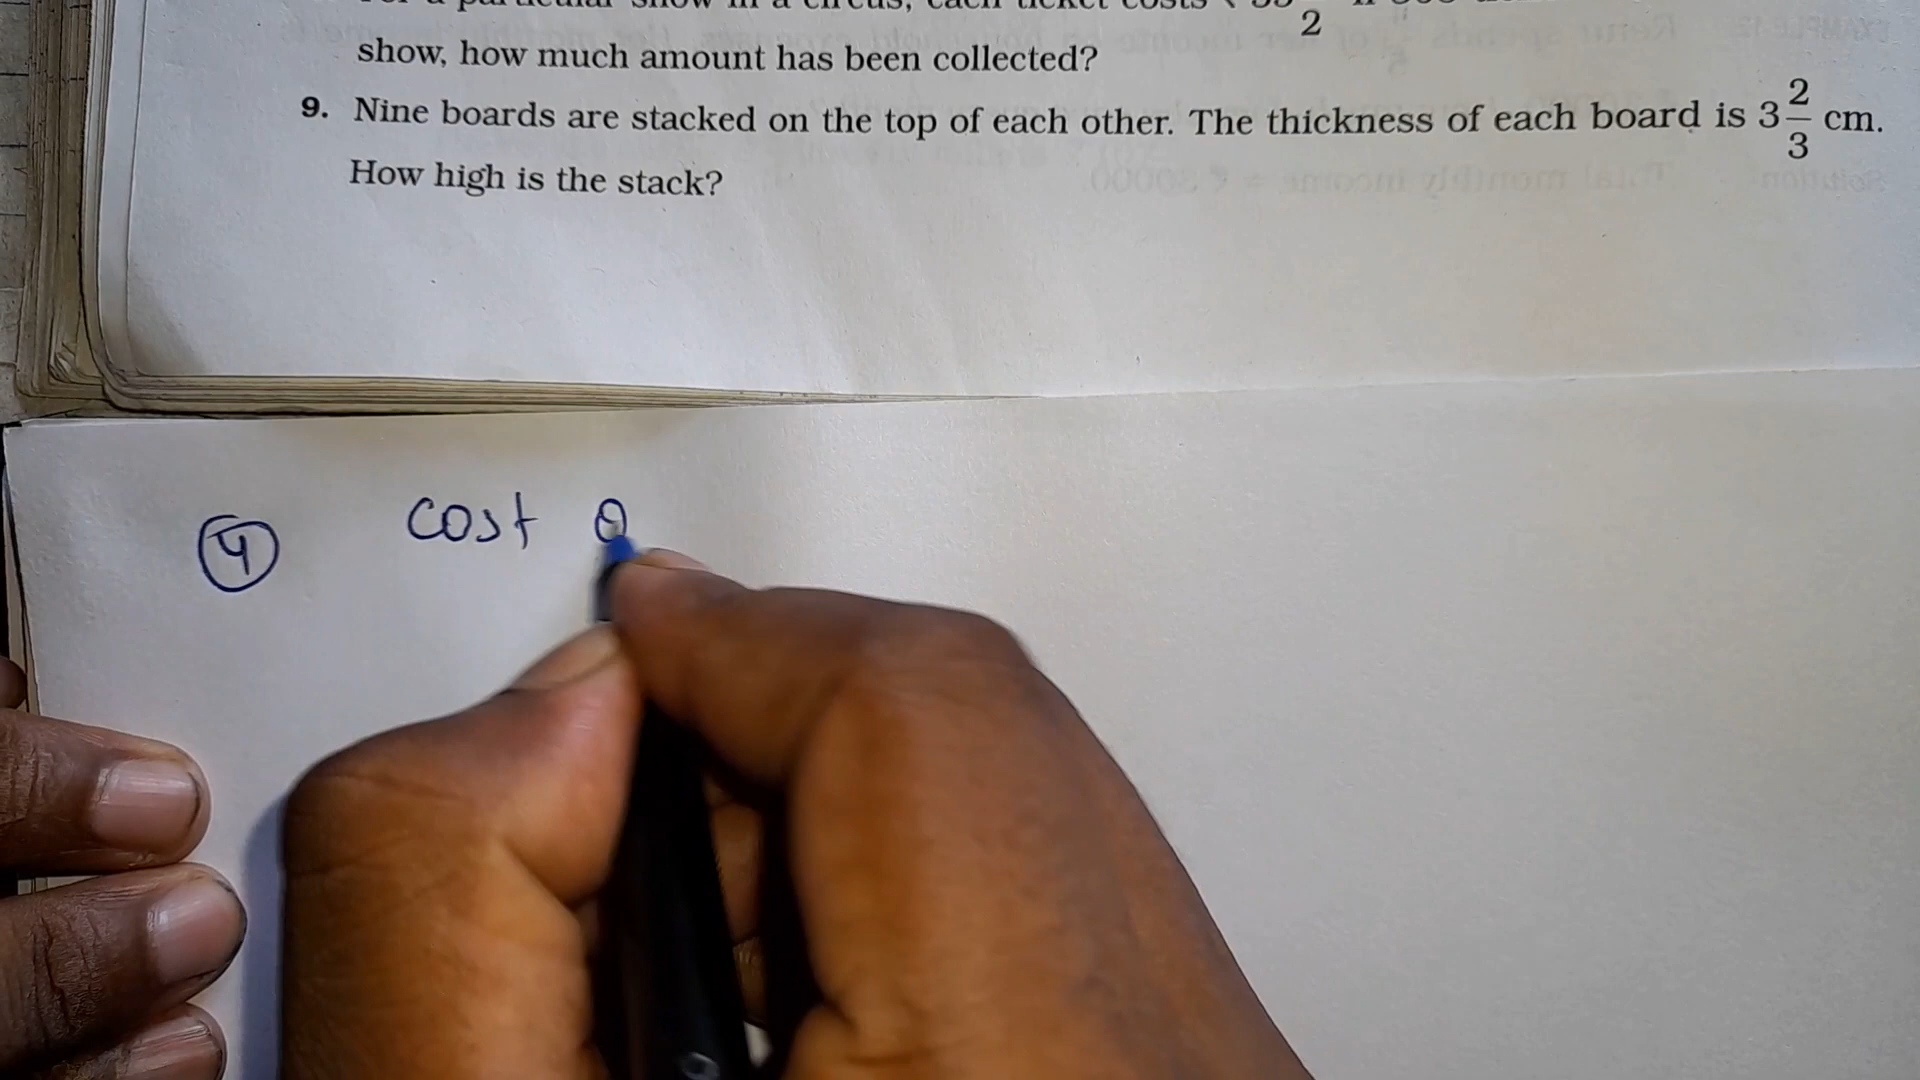 show, how much amount has been collected? 2
9. Nine boards are stacked on the top of each other. The thickness of each board is 3 2/3 cm.
How high is the stack?
4 cost o